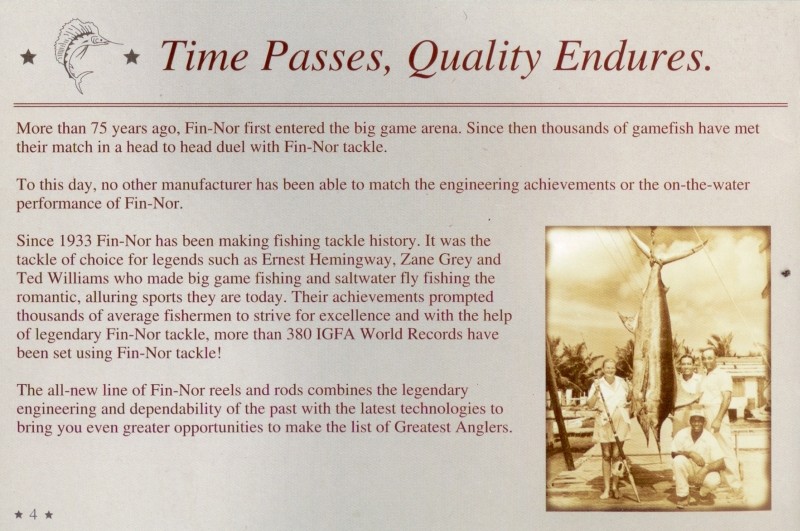 Time Passes, Quality Endures.
More than 75 years ago, Fin-Nor first entered the big game arena. Since then thousands of gamefish have met
their match in a head to head duel with Fin-Nor tackle.
To this day, no other manufacturer has been able to match the engineering achievements or the on-the-water
performance of Fin-Nor.
Since 1933 Fin-Nor has been making fishing tackle history. It was the
tackle of choice for legends such as Ernest Hemingway, Zane Grey and
Ted Williams who made big game fishing and saltwater fly fishing the
romantic, alluring sports they are today. Their achievements prompted
thousands of average fishermen to strive for excellence and with the help
of legendary Fin-Nor tackle, more than 380 IGFA World Records have
been set using Fin-Nor tackle!
The all-new line of Fin-Nor reels and rods combines the legendary
engineering and dependability of the past with the latest technologies to
bring you even greater opportunities to make the list of Greatest Anglers.
★ 4 ★